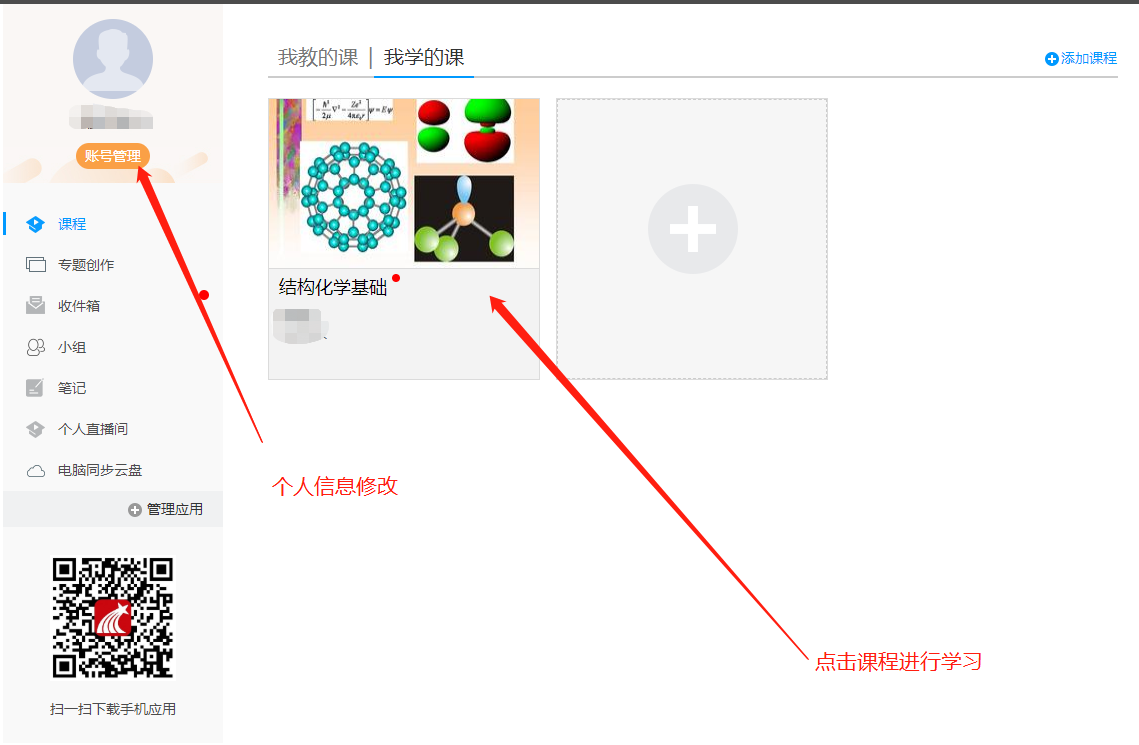 我教的课 | 我学的课
添加课程
账号管理
课程
专题创作
收件箱
小组
笔记
个人直播间
电脑同步云盘
管理应用
扫一扫下载手机应用
结构化学基础
个人信息修改
点击课程进行学习